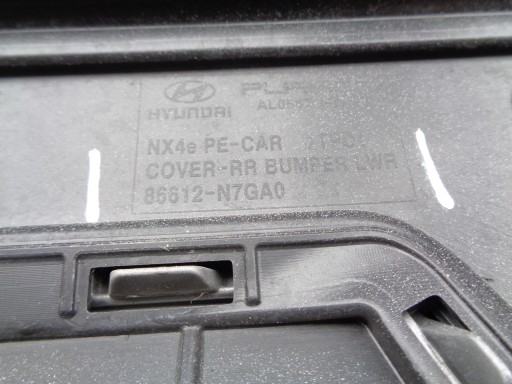 HYUNDAI
NX4e PE-CAR
COVER-RR BUMPER LWR
86612-N7GA0